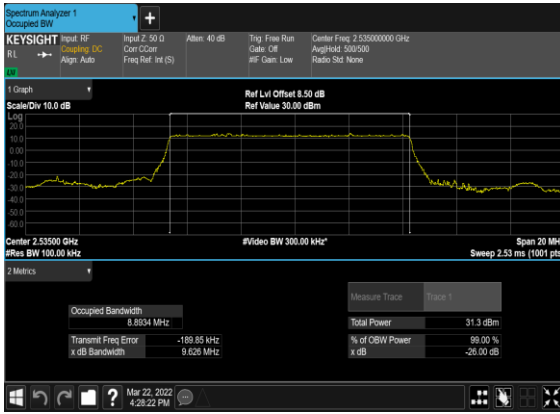 Spectrum Analyzer 1
Occupied BW
KEYSIGHT Input: RF Input Z: 50 Ω Atten: 40 dB Trig: Free Run Center Freq: 2.535000000 GHz
RL Coupling: DC Corr CCorr Gate: Off Avg|Hold: 500/500
Align: Auto Freq Ref: Int (S) #IF Gain: Low Radio Std: None
LXI
1 Graph Ref Lvl Offset 8.50 dB
Scale/Div 10.0 dB Ref Value 30.00 dBm
Log
20.0
10.0
0.00
-10.0
-20.0
-30.0
-40.0
-50.0
-60.0
Center 2.53500 GHz #Video BW 300.00 kHz* Span 20 MH
#Res BW 100.00 kHz Sweep 2.53 ms (1001 pts
2 Metrics
Measure Trace Trace 1
Occupied Bandwidth
8.8934 MHz Total Power 31.3 dBm
Transmit Freq Error -189.85 kHz % of OBW Power 99.00 %
x dB Bandwidth 9.626 MHz x dB -26.00 dB
Mar 22, 2022
4:28:22 PM